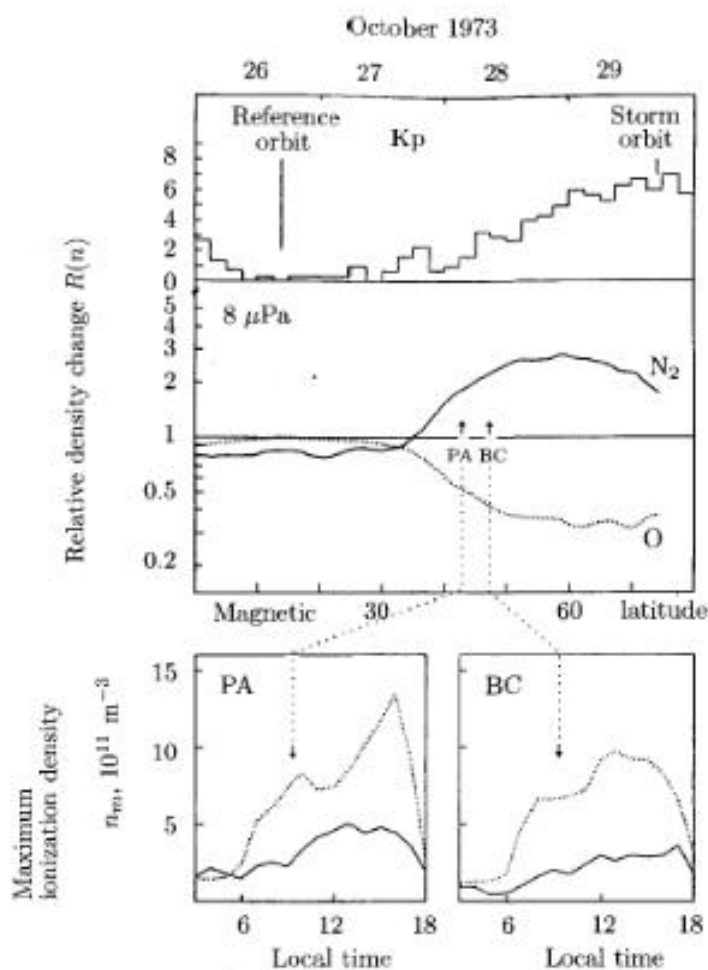 October 1973
26 27 28 29
Reference orbit
Kp
Storm orbit
8
6
4
2
0
Relative density change R(n)
5
4
3
2
1
0.5
0.2
8 μPa
N₂
PA BC
O
Magnetic 30 60 latitude
Maximum ionization density
nₘ, 10¹¹ m⁻³
15
10
5
PA
BC
6 12 18
6 12 18
Local time
Local time